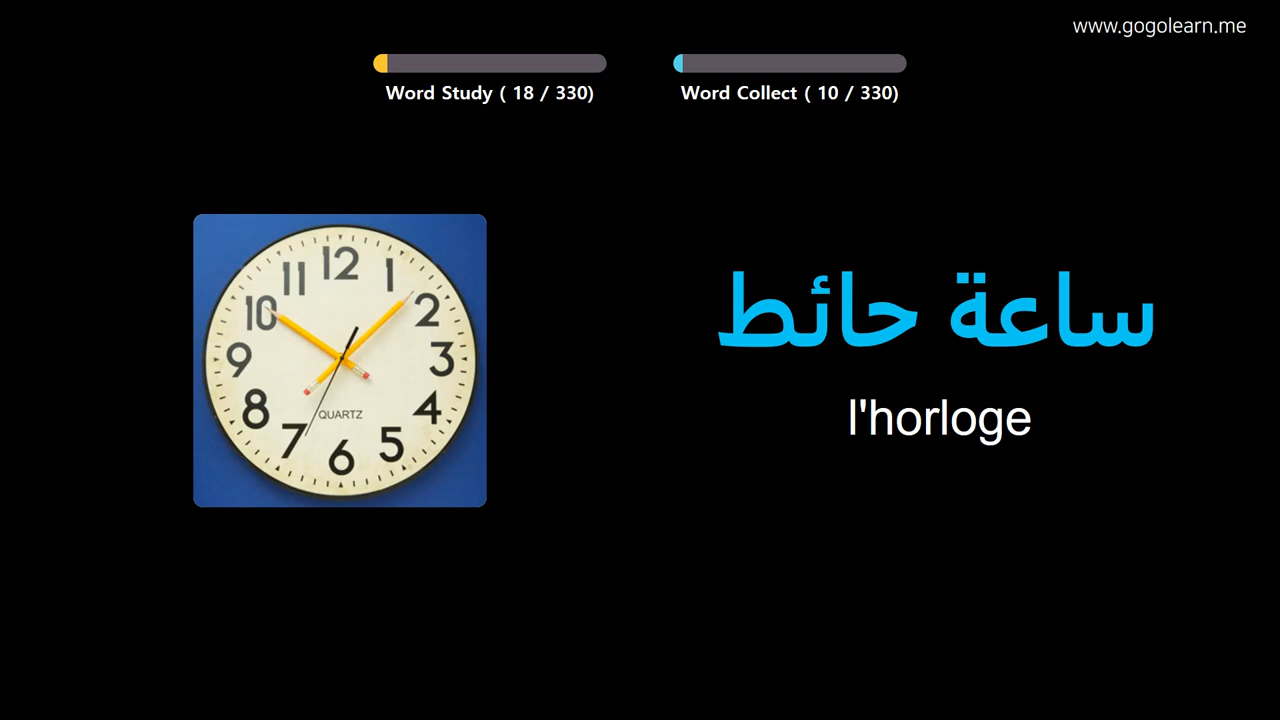 www.gogolearn.me
Word Study ( 18 / 330)
Word Collect ( 10 / 330)
12
11
1
10
2
9
3
8
4
7
5
6
QUARTZ
ساعة حائط
l'horloge